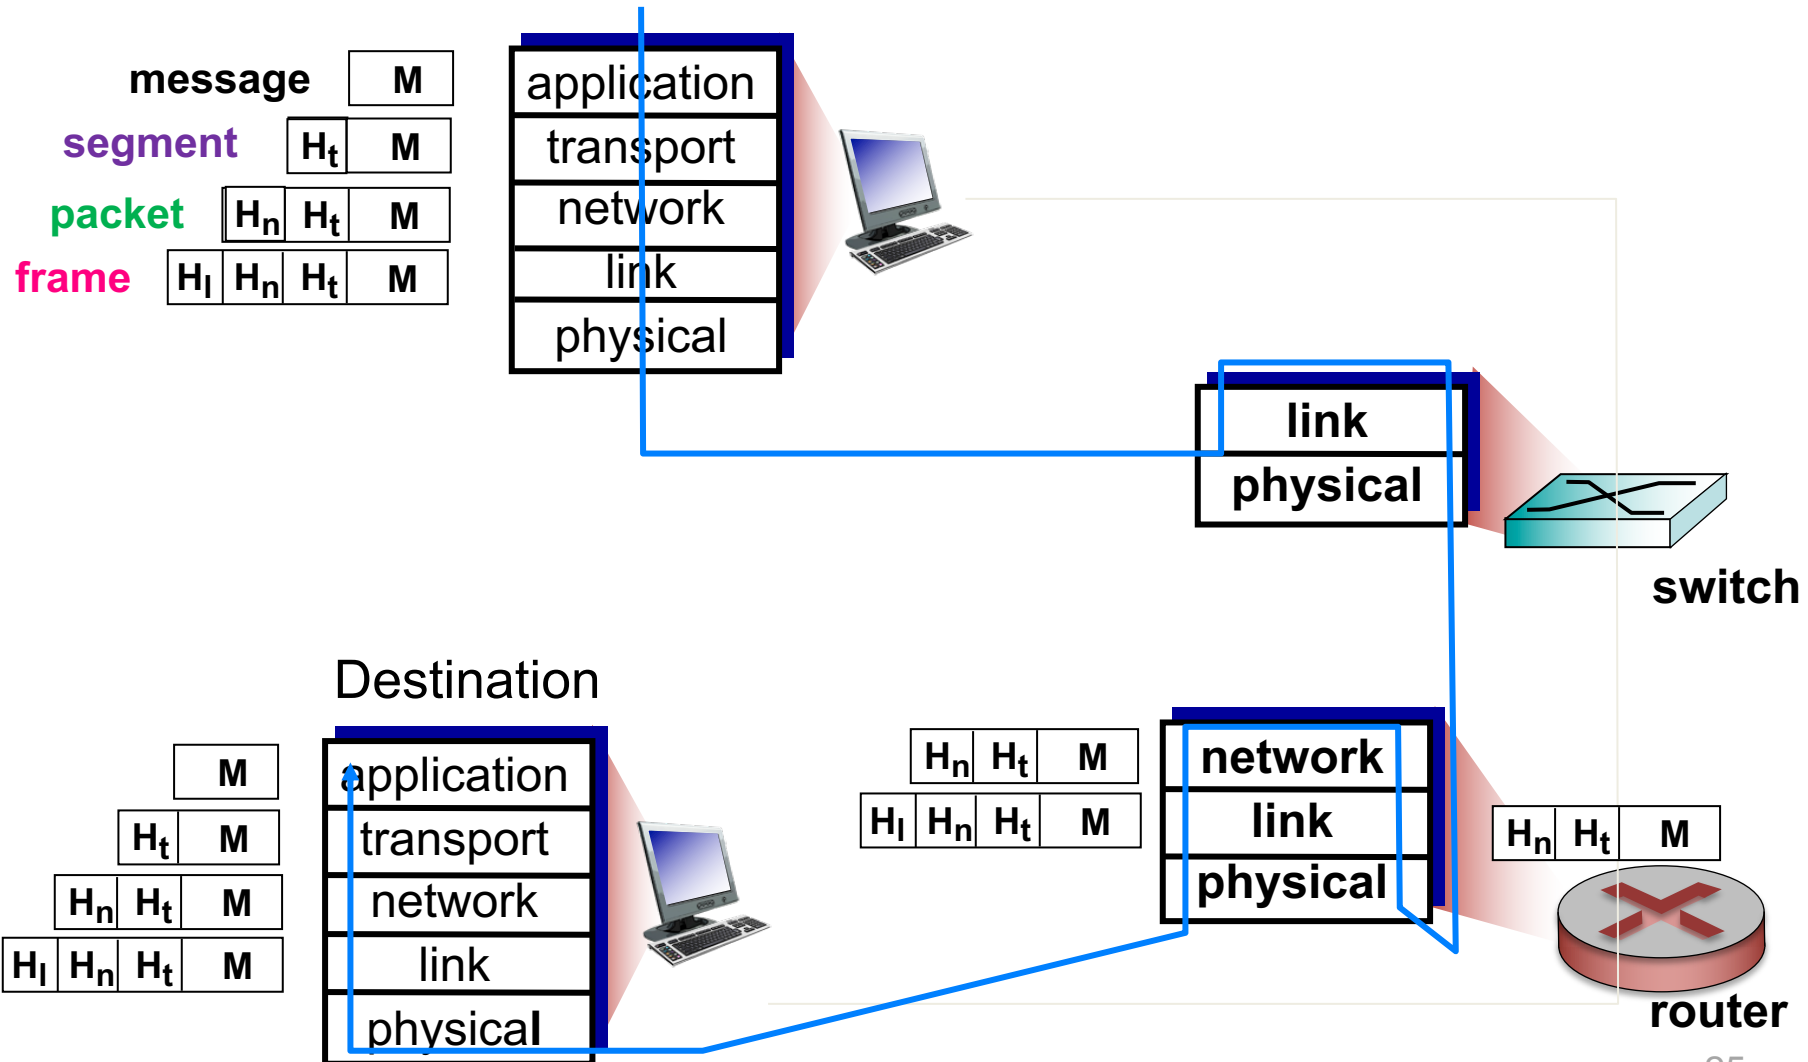 message M
segment Ht M
packet Hn Ht M
frame Hl Hn Ht M
application
transport
network
link
physical
link
physical
switch
Destination
M
Ht M
Hn Ht M
Hl Hn Ht M
application
transport
network
link
physical
Hn Ht M
Hl Hn Ht M
network
link
physical
Hn Ht M
router